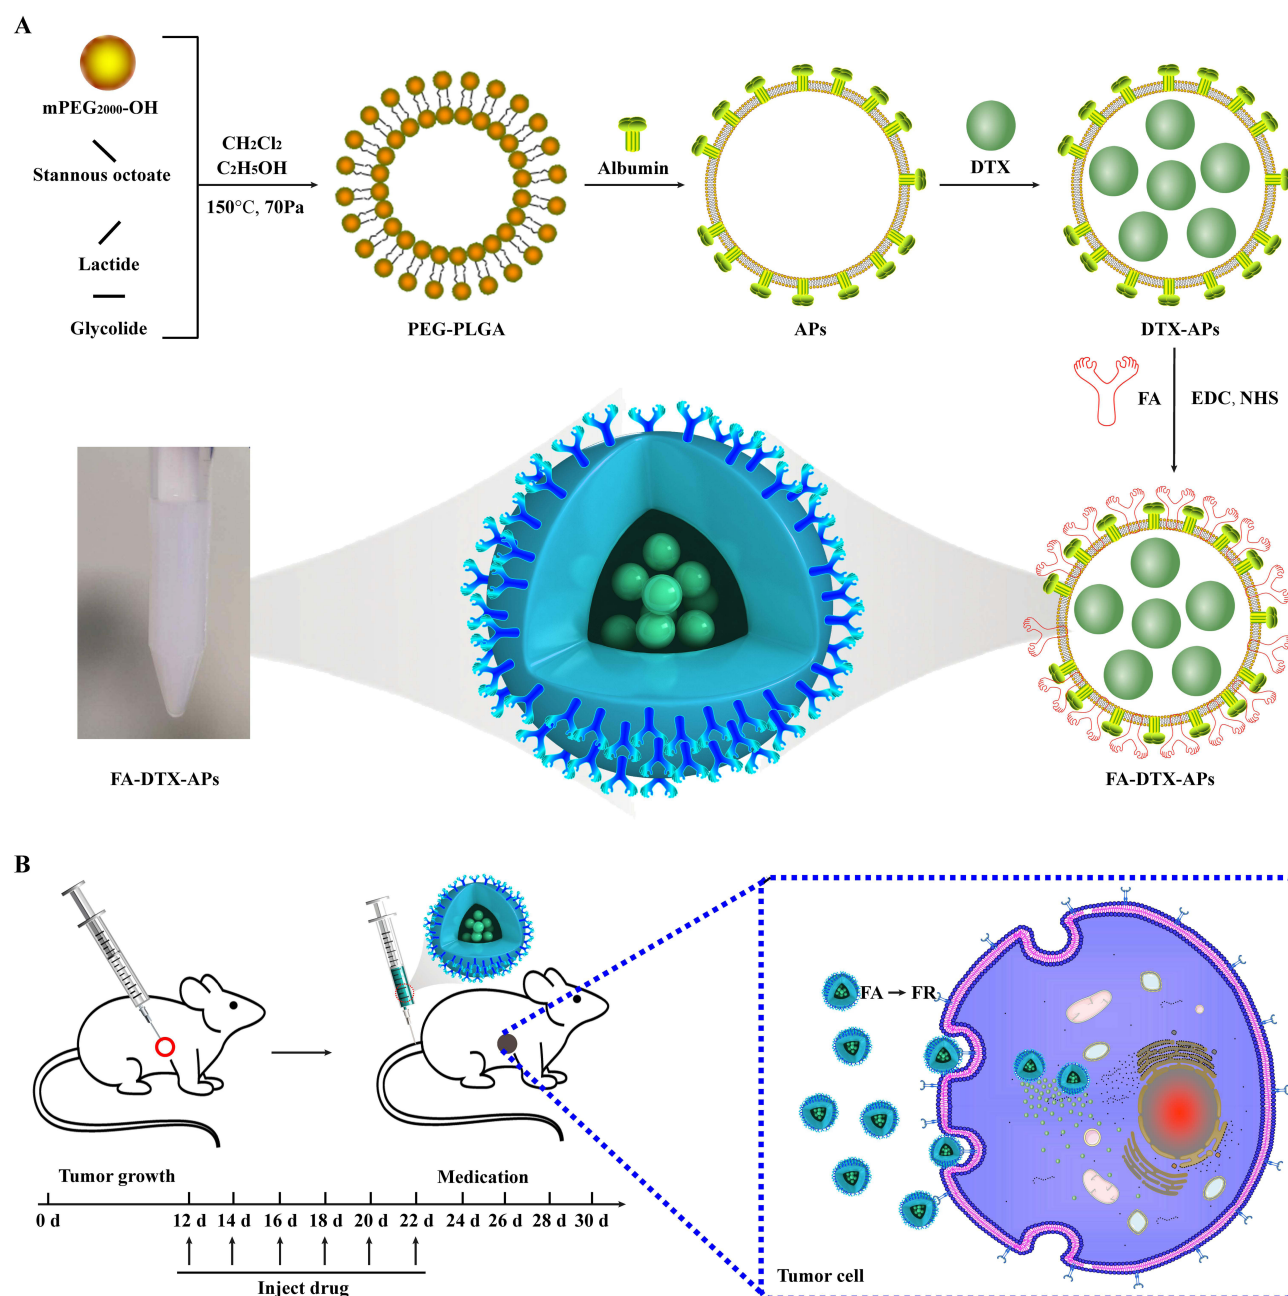 A
mPEG2000-OH
Stannous octoate
Lactide
Glycolide
CH2Cl2
C2H5OH
150°C, 70Pa
PEG-PLGA
Albumin
APs
DTX
DTX-APs
FA
EDC, NHS
FA-DTX-APs
FA-DTX-APs
B
Tumor growth
Medication
0 d 12 d 14 d 16 d 18 d 20 d 22 d 24 d 26 d 28 d 30 d
Inject drug
FA FR
Tumor cell